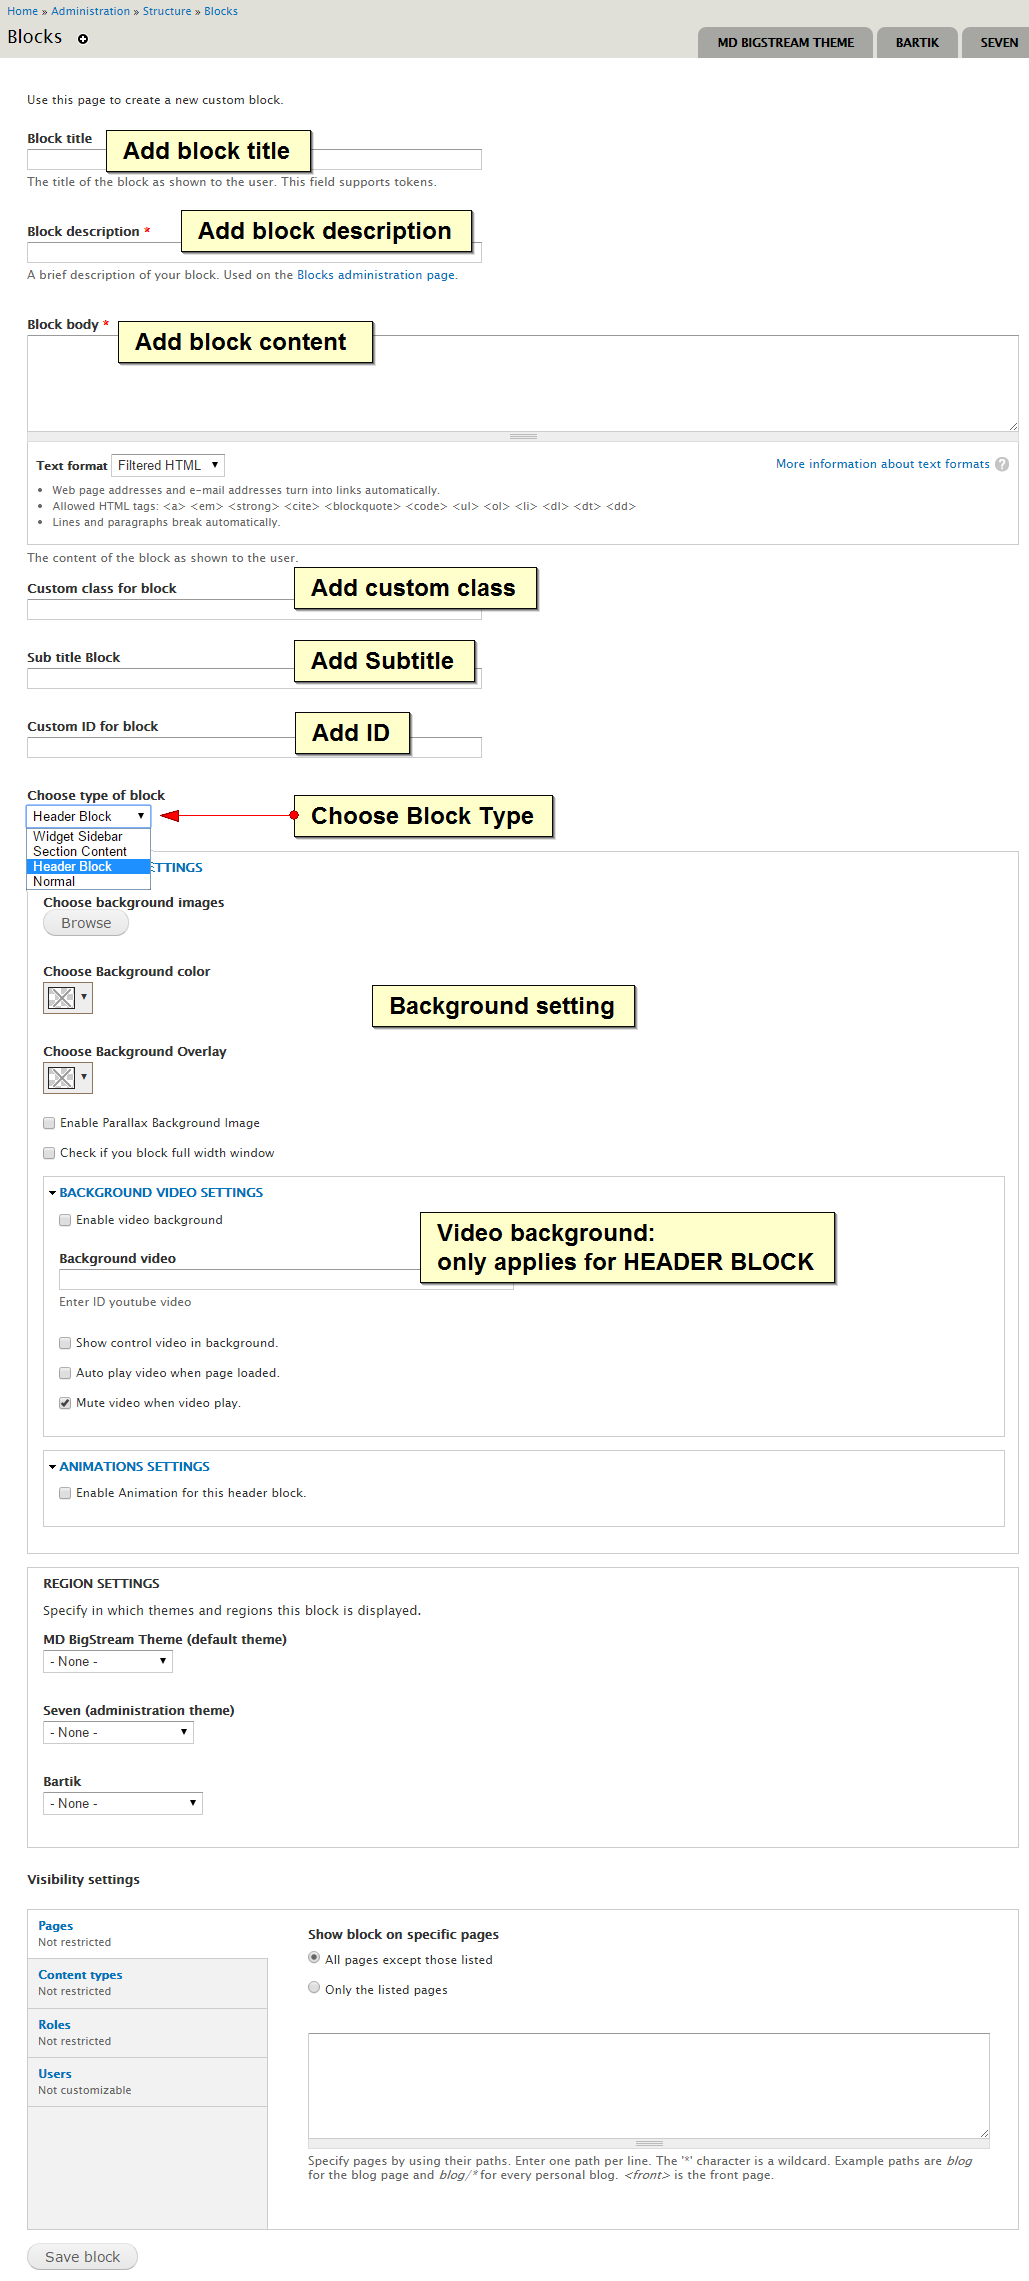 Home » Administration » Structure » Blocks
Blocks
MD BIGSTREAM THEME
BARTIK
SEVEN
Use this page to create a new custom block.
Block title
Add block title
The title of the block as shown to the user. This field supports tokens.
Block description *
Add block description
A brief description of your block. Used on the Blocks administration page.
Block body *
Add block content
Text format Filtered HTML
More information about text formats ?
• Web page addresses and e-mail addresses turn into links automatically.
• Allowed HTML tags: <a> <em> <strong> <cite> <blockquote> <code> <ul> <ol> <li> <dl> <dt> <dd>
• Lines and paragraphs break automatically.
The content of the block as shown to the user.
Custom class for block
Add custom class
Sub title Block
Add Subtitle
Custom ID for block
Add ID
Choose type of block
Header Block
Choose Block Type
Widget Sidebar
Section Content
Header Block
Normal
ETTINGS
Choose background images
Browse
Choose Background color
Background setting
Choose Background Overlay
Enable Parallax Background Image
Check if you block full width window
BACKGROUND VIDEO SETTINGS
Enable video background
Video background:
only applies for HEADER BLOCK
Background video
Enter ID youtube video
Show control video in background.
Auto play video when page loaded.
Mute video when video play.
ANIMATIONS SETTINGS
Enable Animation for this header block.
REGION SETTINGS
Specify in which themes and regions this block is displayed.
MD BigStream Theme (default theme)
- None -
Seven (administration theme)
- None -
Bartik
- None -
Visibility settings
Pages
Not restricted
Content types
Not restricted
Roles
Not restricted
Users
Not customizable
Show block on specific pages
All pages except those listed
Only the listed pages
Specify pages by using their paths. Enter one path per line. The '*' character is a wildcard. Example paths are blog
for the blog page and blog/* for every personal blog. <front> is the front page.
Save block